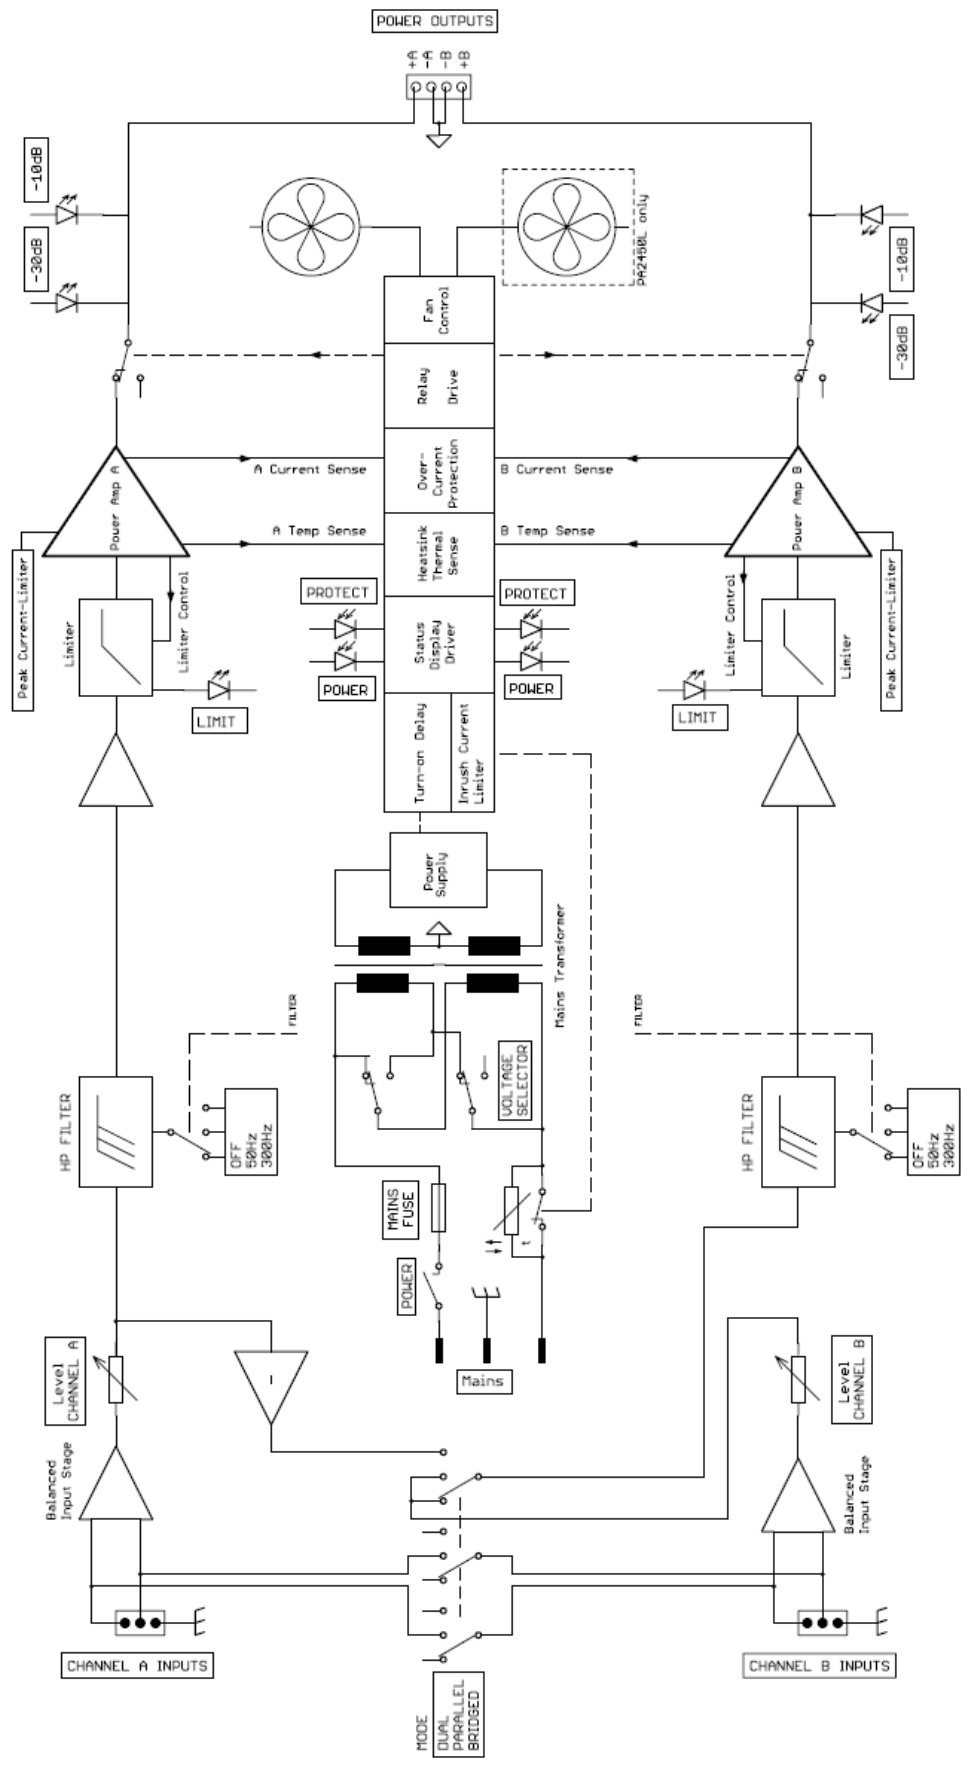 POWER OUTPUTS
+A
-A
-B
+B
-10dB
-30dB
-10dB
-30dB
PA2450L only
Fan
Control
Relay
Drive
Over-
Current
Protection
Heatsink
Thermal
Sense
Status
Display
Driver
Turn-on Delay
Inrush Current
Limiter
A Current Sense
B Current Sense
A Temp Sense
B Temp Sense
Power Amp A
Power Amp B
Peak Current-Limiter
Peak Current-Limiter
Limiter
Limiter Control
Limiter Control
Limiter
PROTECT
PROTECT
POWER
POWER
LIMIT
LIMIT
Power
Supply
Mains Transformer
FILTER
FILTER
HP FILTER
OFF
50Hz
300Hz
VOLTAGE
SELECTOR
HP FILTER
OFF
50Hz
300Hz
MAINS
FUSE
POWER
t
Mains
Level
CHANNEL A
Level
CHANNEL B
Balanced
Input Stage
Balanced
Input Stage
CHANNEL A INPUTS
CHANNEL B INPUTS
MODE
DUAL
PARALLEL
BRIDGED